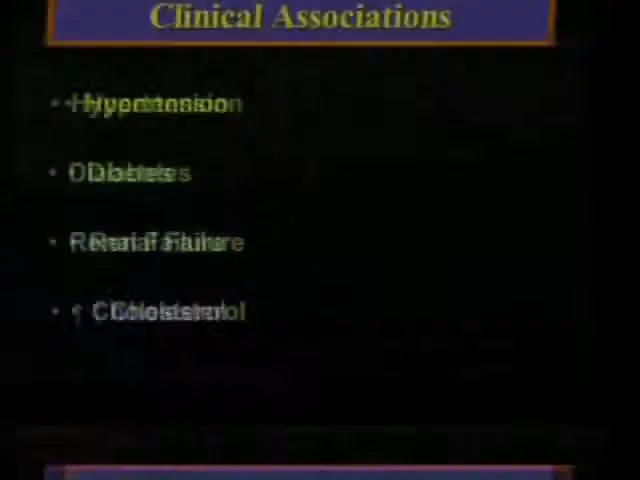 Clinical Associations
• Hypertension
• Diabetes
• Renal Failure
• ↑ Cholesterol